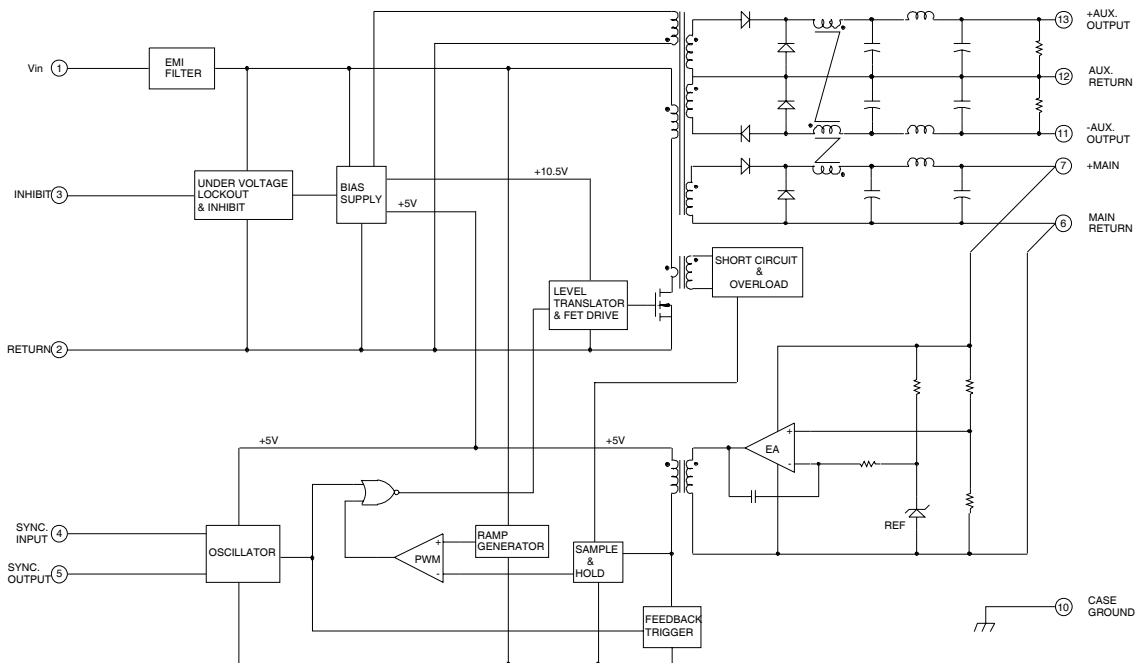 13
+AUX.
OUTPUT
Vin
1
EMI
FILTER
12
AUX.
RETURN
11
-AUX.
OUTPUT
7
+MAIN
INHIBIT
3
UNDER VOLTAGE
LOCKOUT
& INHIBIT
BIAS
SUPPLY
+10.5V
+5V
6
MAIN
RETURN
SHORT CIRCUIT
&
OVERLOAD
LEVEL
TRANSLATOR
& FET DRIVE
RETURN
2
+5V
+5V
+
EA
-
REF
SYNC.
INPUT
4
SYNC.
OUTPUT
5
OSCILLATOR
+
PWM
-
RAMP
GENERATOR
SAMPLE
&
HOLD
FEEDBACK
TRIGGER
10
CASE
GROUND